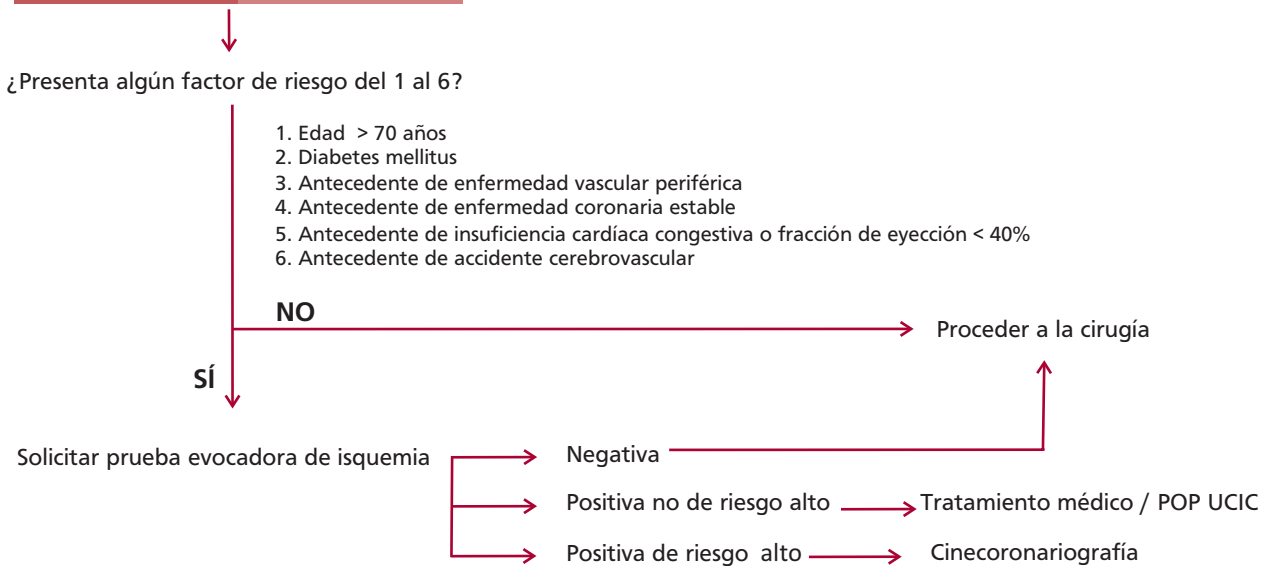 ¿Presenta algún factor de riesgo del 1 al 6?
1. Edad > 70 años
2. Diabetes mellitus
3. Antecedente de enfermedad vascular periférica
4. Antecedente de enfermedad coronaria estable
5. Antecedente de insuficiencia cardíaca congestiva o fracción de eyección < 40%
6. Antecedente de accidente cerebrovascular
NO
Proceder a la cirugía
SÍ
Solicitar prueba evocadora de isquemia
Negativa
Positiva no de riesgo alto
Tratamiento médico / POP UCIC
Positiva de riesgo alto
Cinecoronariografía